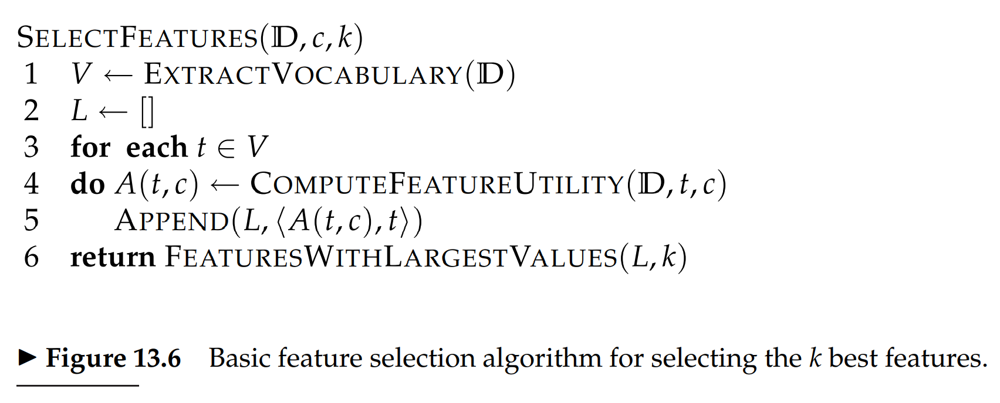 SELECTFEATURES(𝔻, c, k)
1 V ← EXTRACTVOCABULARY(𝔻)
2 L ← []
3 for each t ∈ V
4 do A(t, c) ← COMPUTEFEATUREUTILITY(𝔻, t, c)
5 APPEND(L, ⟨A(t, c), t⟩)
6 return FEATURESWITHLARGESTVALUES(L, k)
▶ Figure 13.6 Basic feature selection algorithm for selecting the k best features.